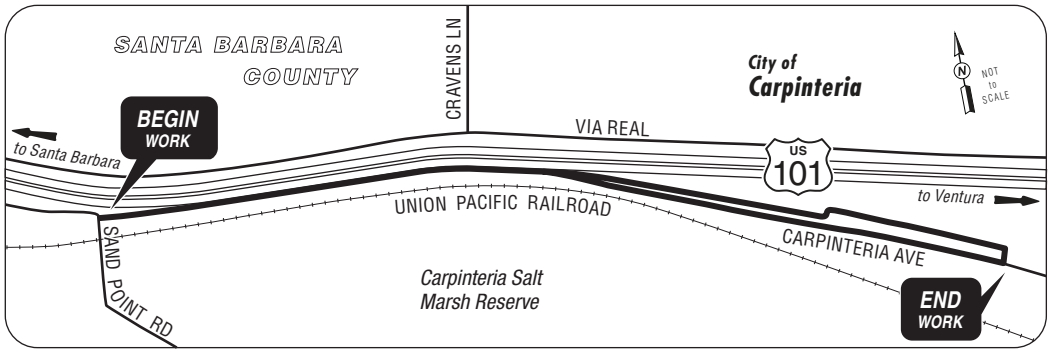 SANTA BARBARA
COUNTY
CRAVENS LN
City of
Carpinteria
N
NOT
to
SCALE
BEGIN
WORK
to Santa Barbara
VIA REAL
US
101
to Ventura
UNION PACIFIC RAILROAD
CARPINTERIA AVE
SAND POINT RD
Carpinteria Salt
Marsh Reserve
END
WORK